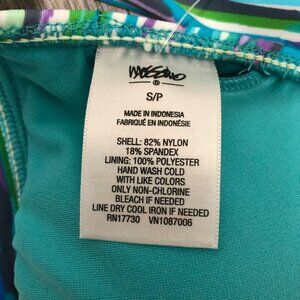 Mossimo
®
S/P
MADE IN INDONESIA
FABRIQUÉ EN INDONÉSIE
SHELL: 82% NYLON
18% SPANDEX
LINING: 100% POLYESTER
HAND WASH COLD
WITH LIKE COLORS
ONLY NON-CHLORINE
BLEACH IF NEEDED
LINE DRY COOL IRON IF NEEDED
RN17730 VN1087006